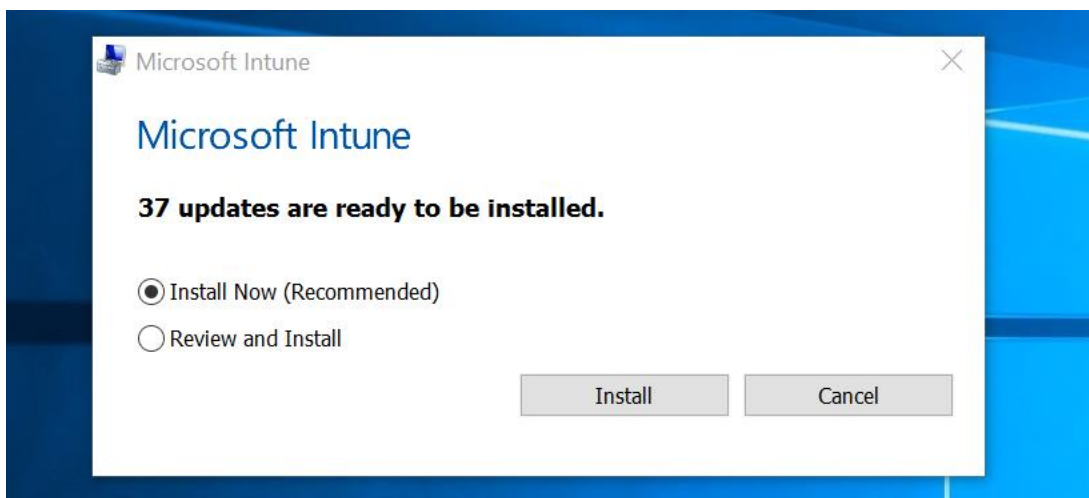 Microsoft Intune
Microsoft Intune
37 updates are ready to be installed.
Install Now (Recommended)
Review and Install
Install Cancel